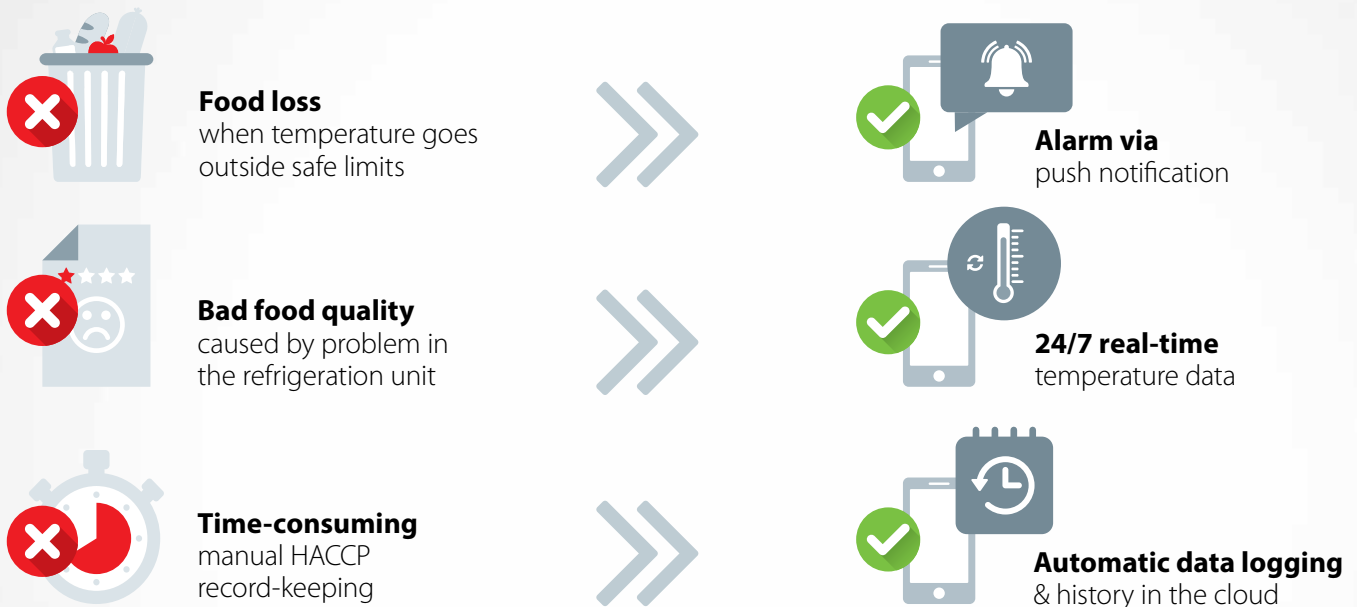 Food loss
when temperature goes
outside safe limits
Alarm via
push notification
Bad food quality
caused by problem in
the refrigeration unit
24/7 real-time
temperature data
Time-consuming
manual HACCP
record-keeping
Automatic data logging
& history in the cloud